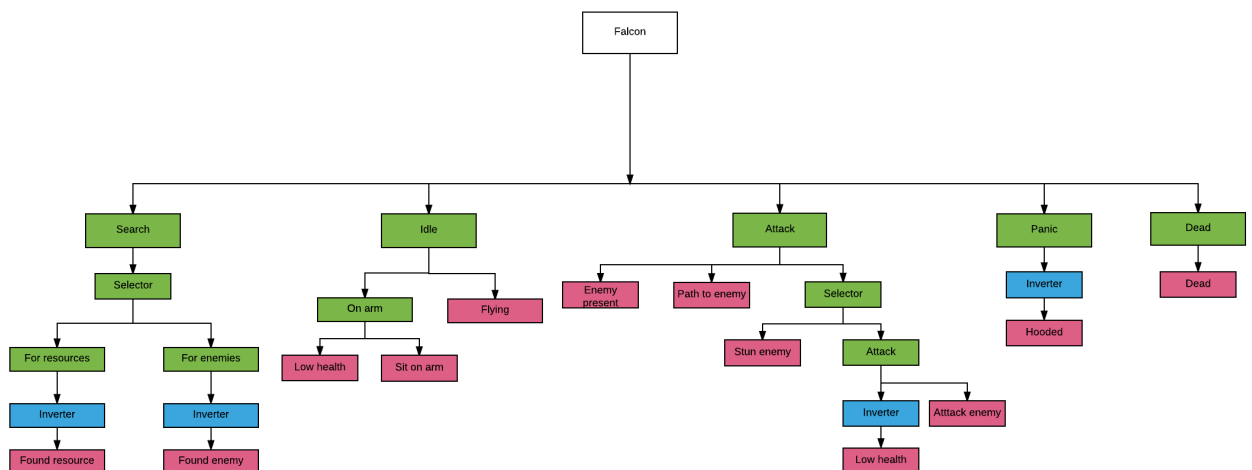 Falcon
Search
Idle
Attack
Panic
Dead
Selector
Enemy
present
Path to enemy
Selector
Inverter
Dead
On arm
Flying
Hooded
For resources
For enemies
Low health
Sit on arm
Stun enemy
Attack
Inverter
Inverter
Inverter
Atttack enemy
Found resource
Found enemy
Low health